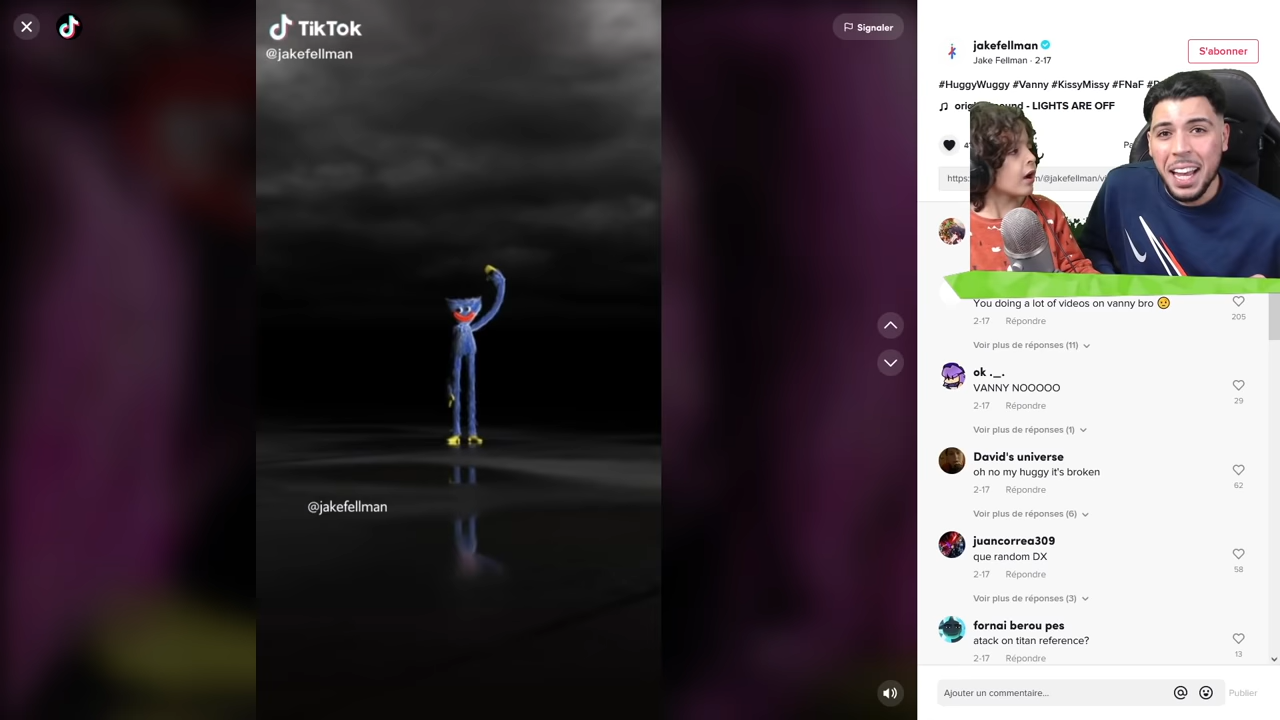 TikTok
@jakefellman
@jakefellman
Signaler
jakefellman
Jake Fellman · 2-17
S'abonner
#HuggyWuggy #Vanny #KissyMissy #FNaF
LIGHTS ARE OFF
You doing a lot of videos on vanny bro 😥
2-17 Répondre
205
Voir plus de réponses (11)
ok ._.
VANNY NOOOOO
2-17 Répondre
29
Voir plus de réponses (1)
David's universe
oh no my huggy it's broken
2-17 Répondre
62
Voir plus de réponses (6)
juancorrea309
que random DX
2-17 Répondre
58
Voir plus de réponses (3)
fornai berou pes
atack on titan reference?
2-17 Répondre
13
Ajouter un commentaire...
Publier